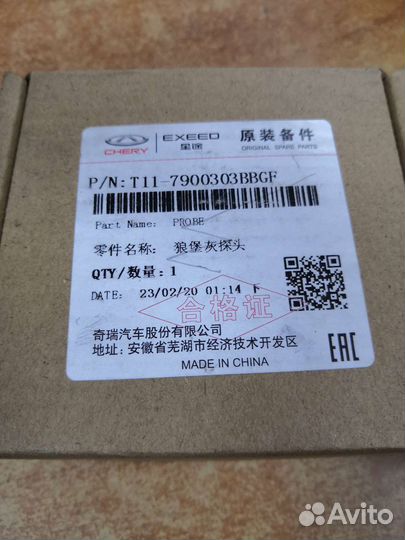 CHERY
EXEED
星途
原装备件
ORIGINAL SPARE PARTS
P/N:T11-7900303BBGF
Part Name: PROBE
零件名称: 狼堡灰探头
QTY/数量:1
DATE: 23/02/20 01:14 下
合格证
奇瑞汽车股份有限公司
地址: 安徽省芜湖市经济技术开发区
MADE IN CHINA
EAC
Avito